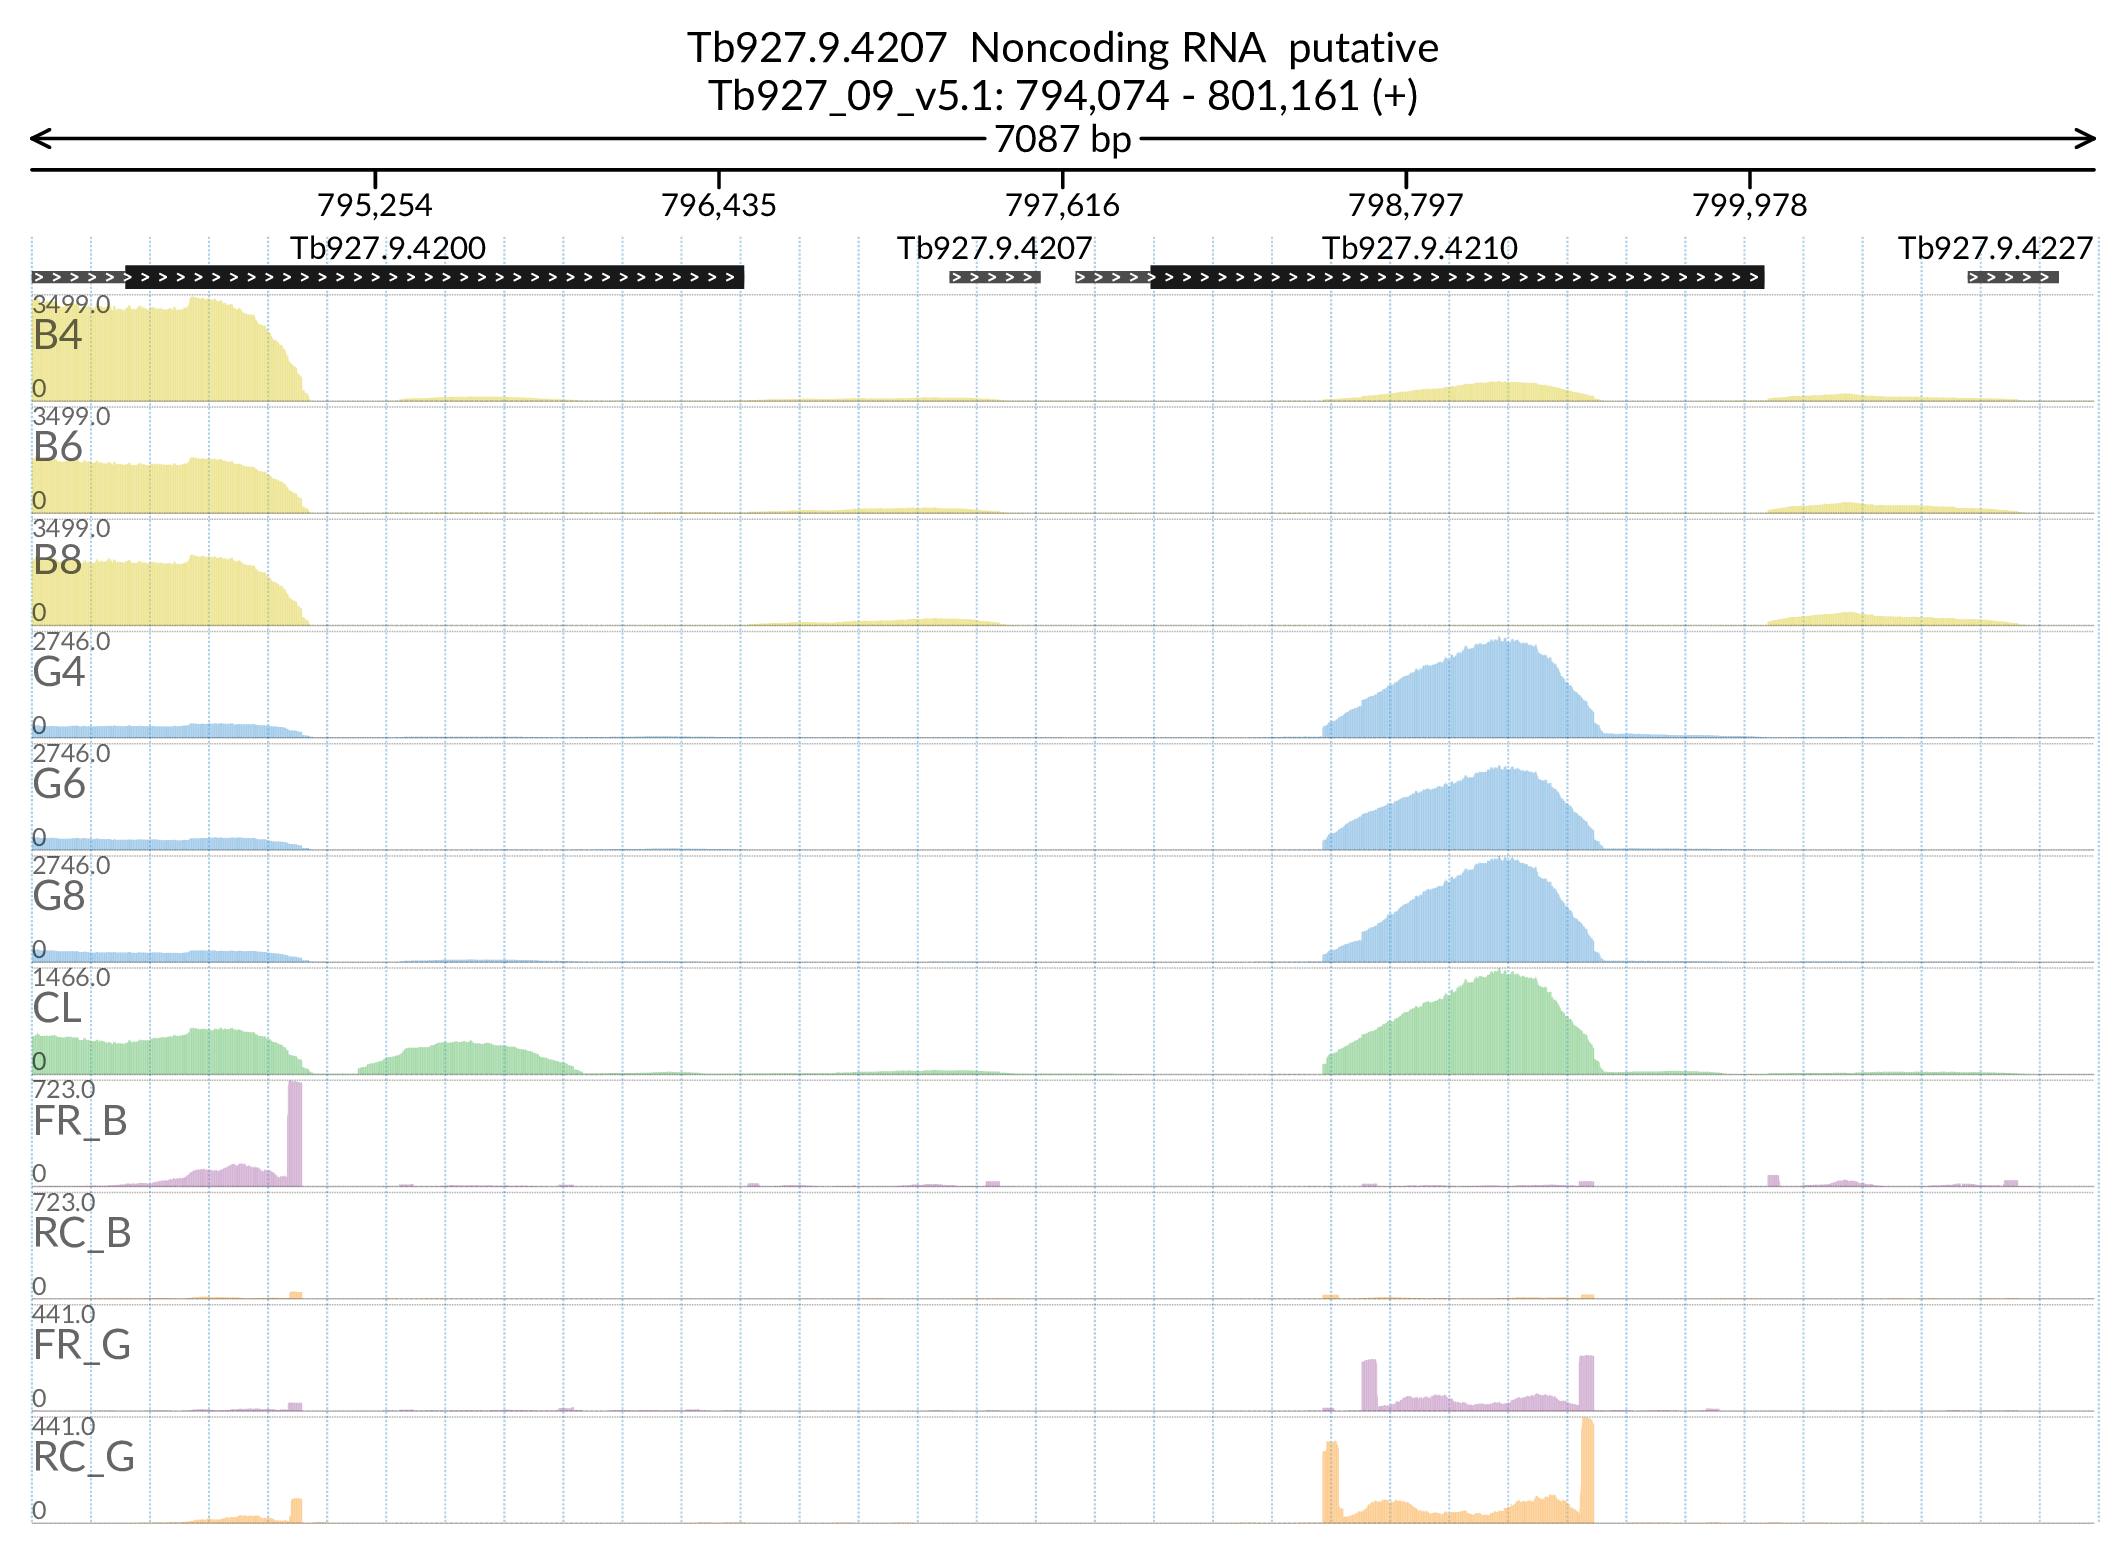 Tb927.9.4207  Noncoding RNA  putative
Tb927_09_v5.1: 794,074 - 801,161 (+)
7087 bp
795,254 796,435 797,616 798,797 799,978
Tb927.9.4200 Tb927.9.4207 Tb927.9.4210 Tb927.9.4227
3499.0
B4
0
3499.0
B6
0
3499.0
B8
0
2746.0
G4
0
2746.0
G6
0
2746.0
G8
0
1466.0
CL
0
723.0
FR_B
0
723.0
RC_B
0
441.0
FR_G
0
441.0
RC_G
0